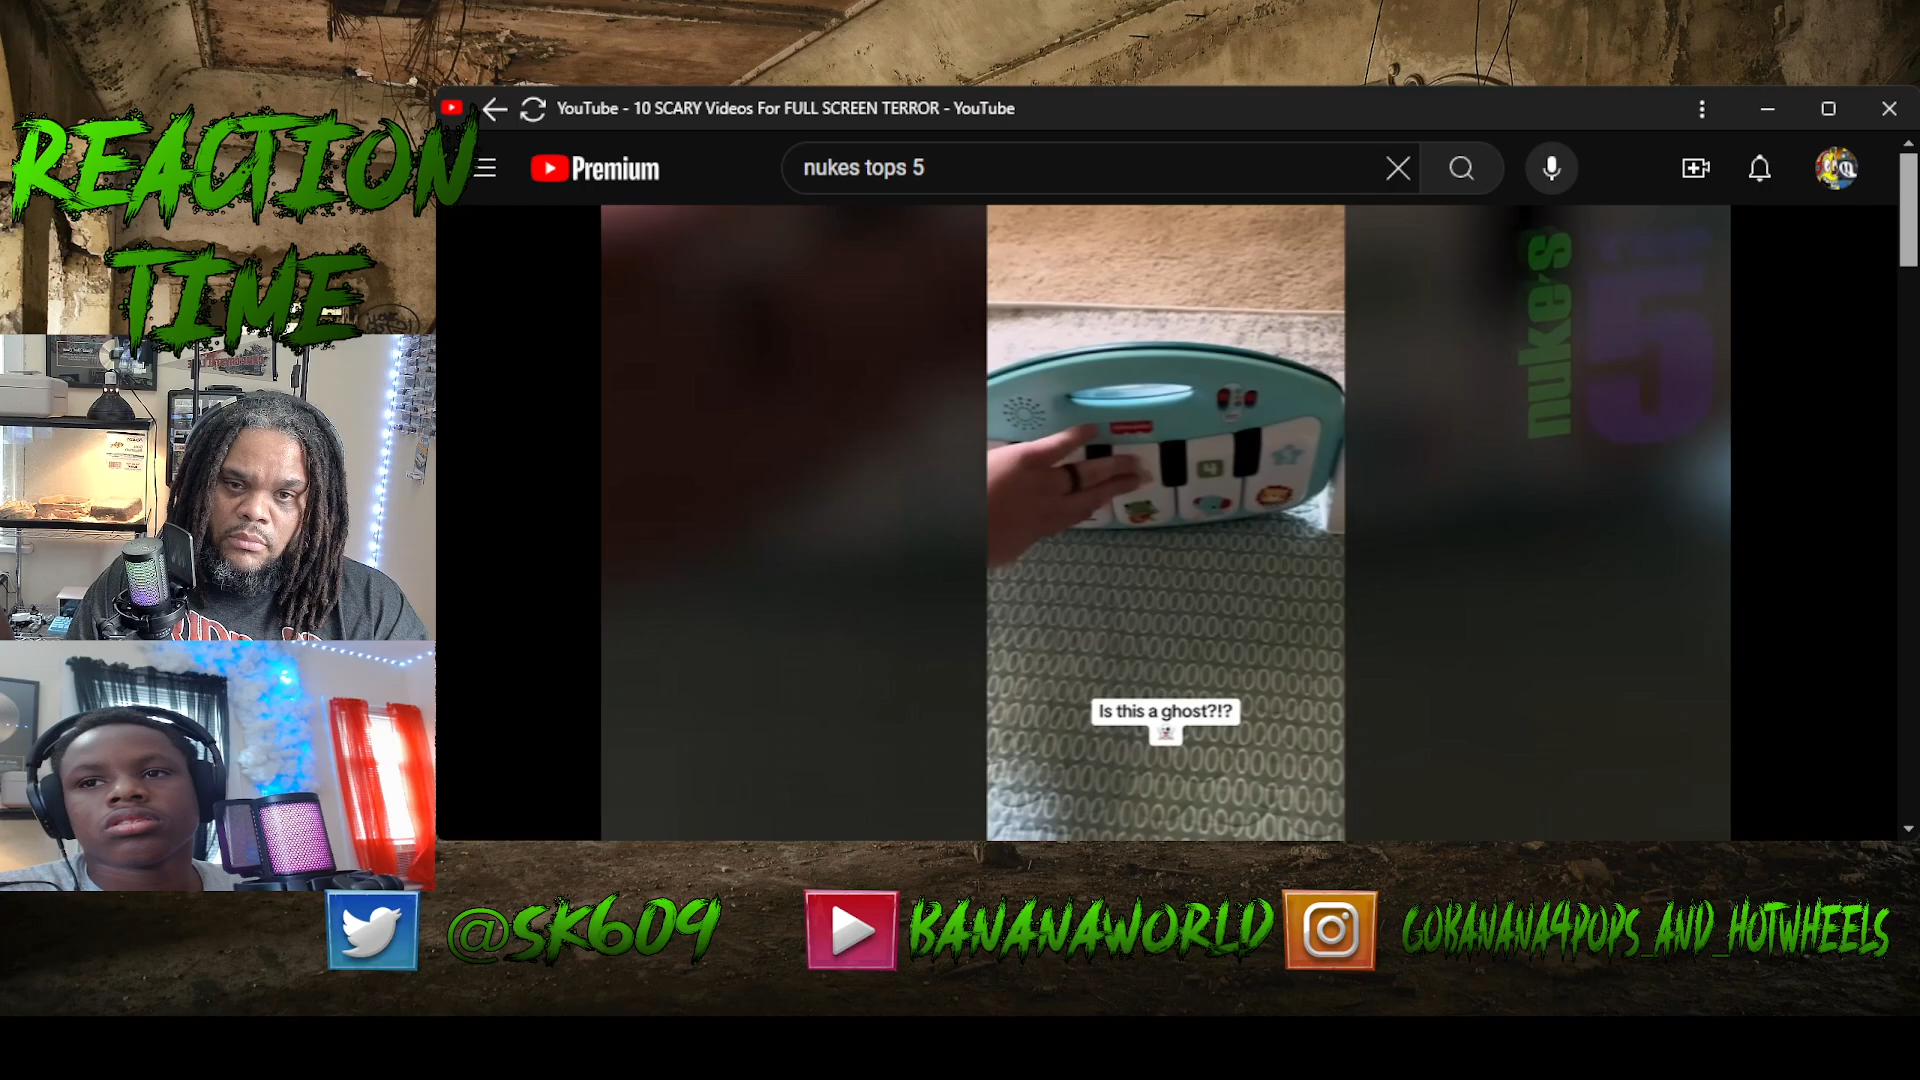 REACTION
TIME
YouTube - 10 SCARY Videos For FULL SCREEN TERROR - YouTube
Premium
nukes tops 5
nuke's
5
4
Is this a ghost?!?
@SK609
BANANAWORLD
GOBANANA4POPS_AND_HOTWHEELS